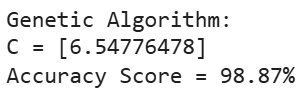 Genetic Algorithm:
C = [6.54776478]
Accuracy Score = 98.87%